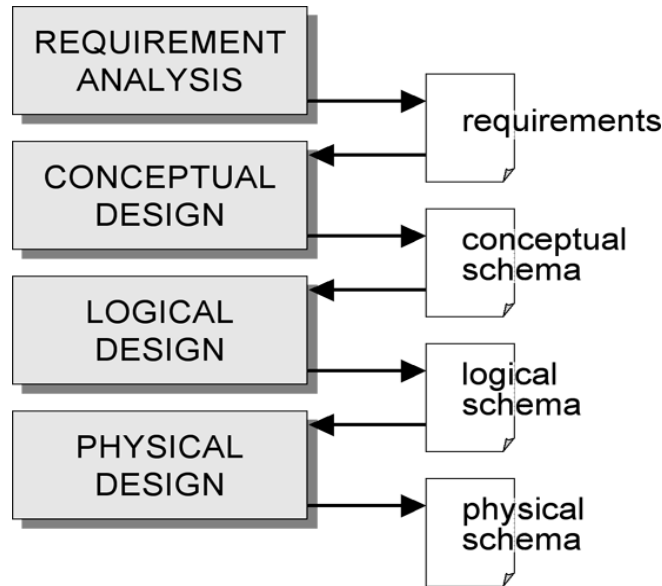 REQUIREMENT
ANALYSIS
requirements
CONCEPTUAL
DESIGN
conceptual
schema
LOGICAL
DESIGN
logical
schema
PHYSICAL
DESIGN
physical
schema